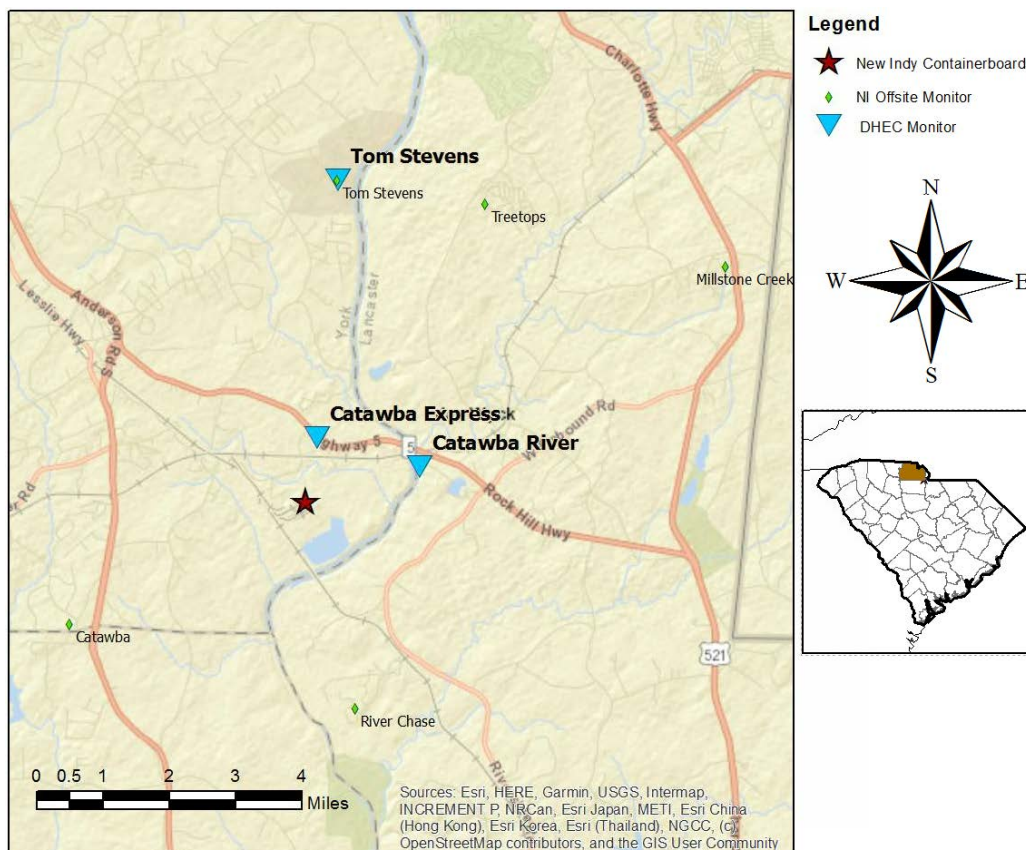 Legend
New Indy Containerboard
NI Offsite Monitor
DHEC Monitor
N
W
E
S
Charlotte Hwy
Tom Stevens
Tom Stevens
Treetops
Millstone Creek
Lesslie Hwy
Anderson Rd S
York
Lancaster
Catawba Express
Highway 5
5
Catawba River
Rock Hill Hwy
521
Catawba
River Chase
0 0.5 1 2 3 4
Miles
Sources: Esri, HERE, Garmin, USGS, Intermap,
INCREMENT P, NRCan, Esri Japan, METI, Esri China
(Hong Kong), Esri Korea, Esri (Thailand), NGCC, (c)
OpenStreetMap contributors, and the GIS User Community